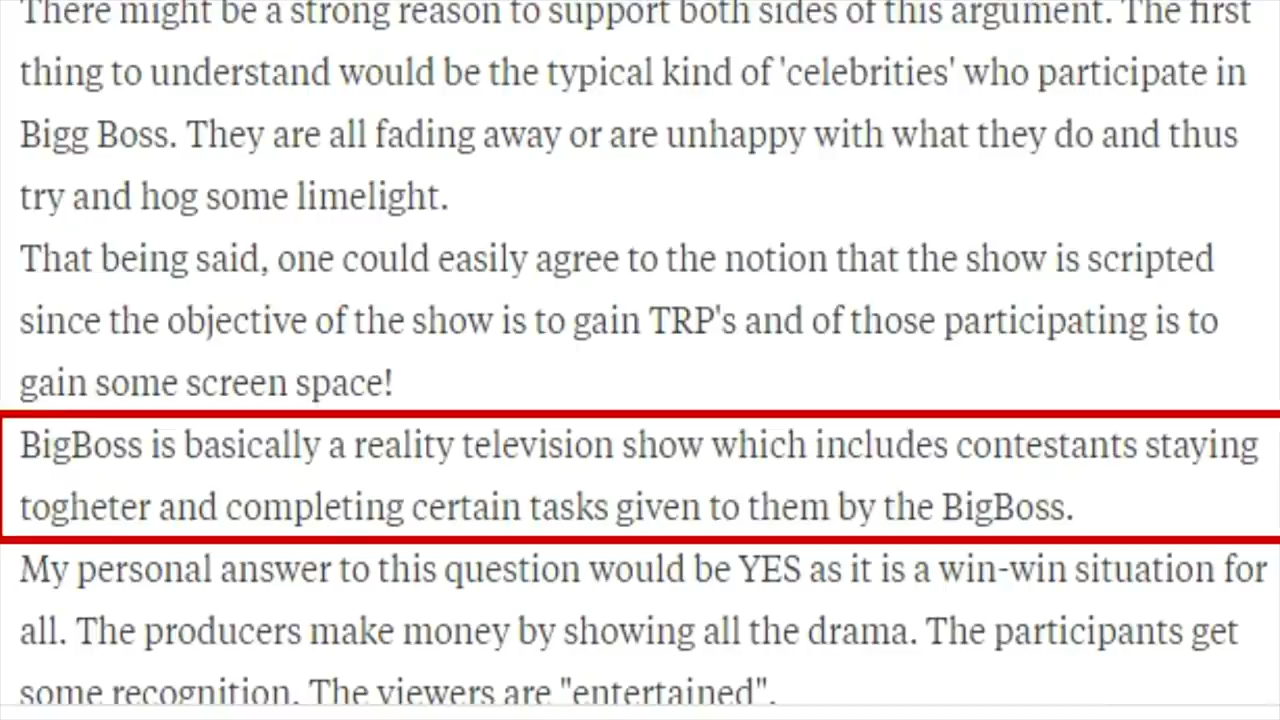 There might be a strong reason to support both sides of this argument. The first
thing to understand would be the typical kind of 'celebrities' who participate in
Bigg Boss. They are all fading away or are unhappy with what they do and thus
try and hog some limelight.
That being said, one could easily agree to the notion that the show is scripted
since the objective of the show is to gain TRP's and of those participating is to
gain some screen space!
BigBoss is basically a reality television show which includes contestants staying
togheter and completing certain tasks given to them by the BigBoss.
My personal answer to this question would be YES as it is a win-win situation for
all. The producers make money by showing all the drama. The participants get
some recognition. The viewers are "entertained".